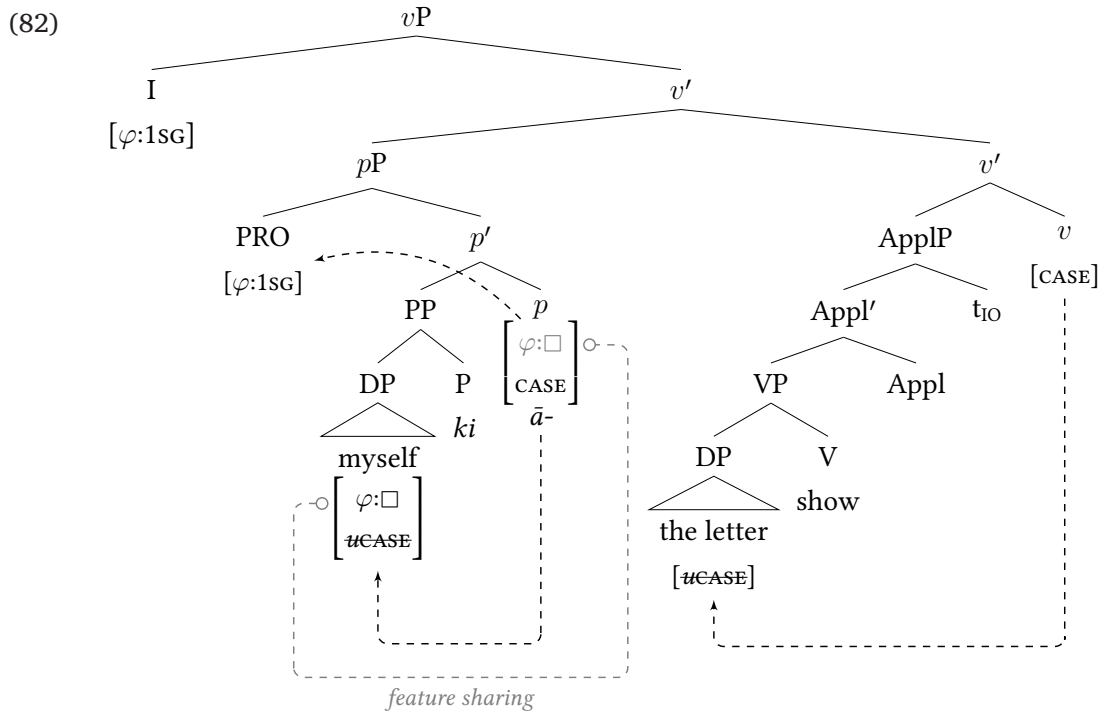 (82)
vP
I
[φ:1SG]
v′
pP
v′
PRO
[φ:1SG]
p′
ApplP
v
[CASE]
PP
p
[φ:□
CASE]
ā-
Appl′
t_IO
DP
P
ki
VP
Appl
myself
[φ:□
uCASE]
DP
V
show
the letter
[uCASE]
feature sharing